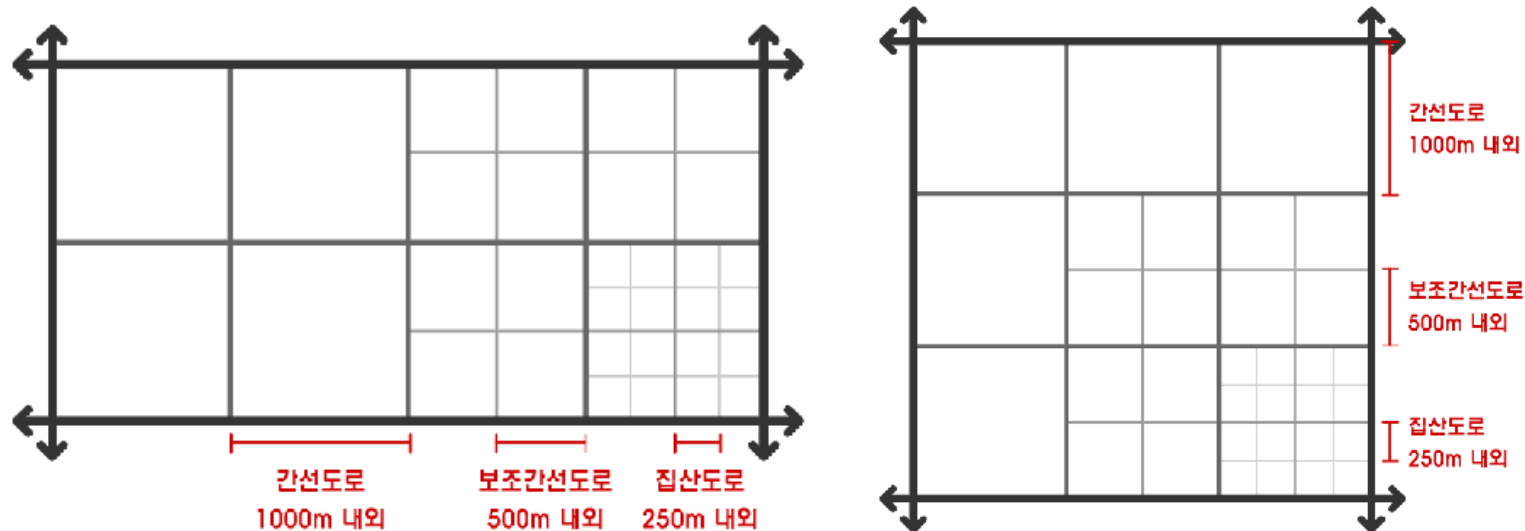 간선도로
1000m 내외
보조간선도로
500m 내외
집산도로
250m 내외
간선도로
1000m 내외
보조간선도로
500m 내외
집산도로
250m 내외